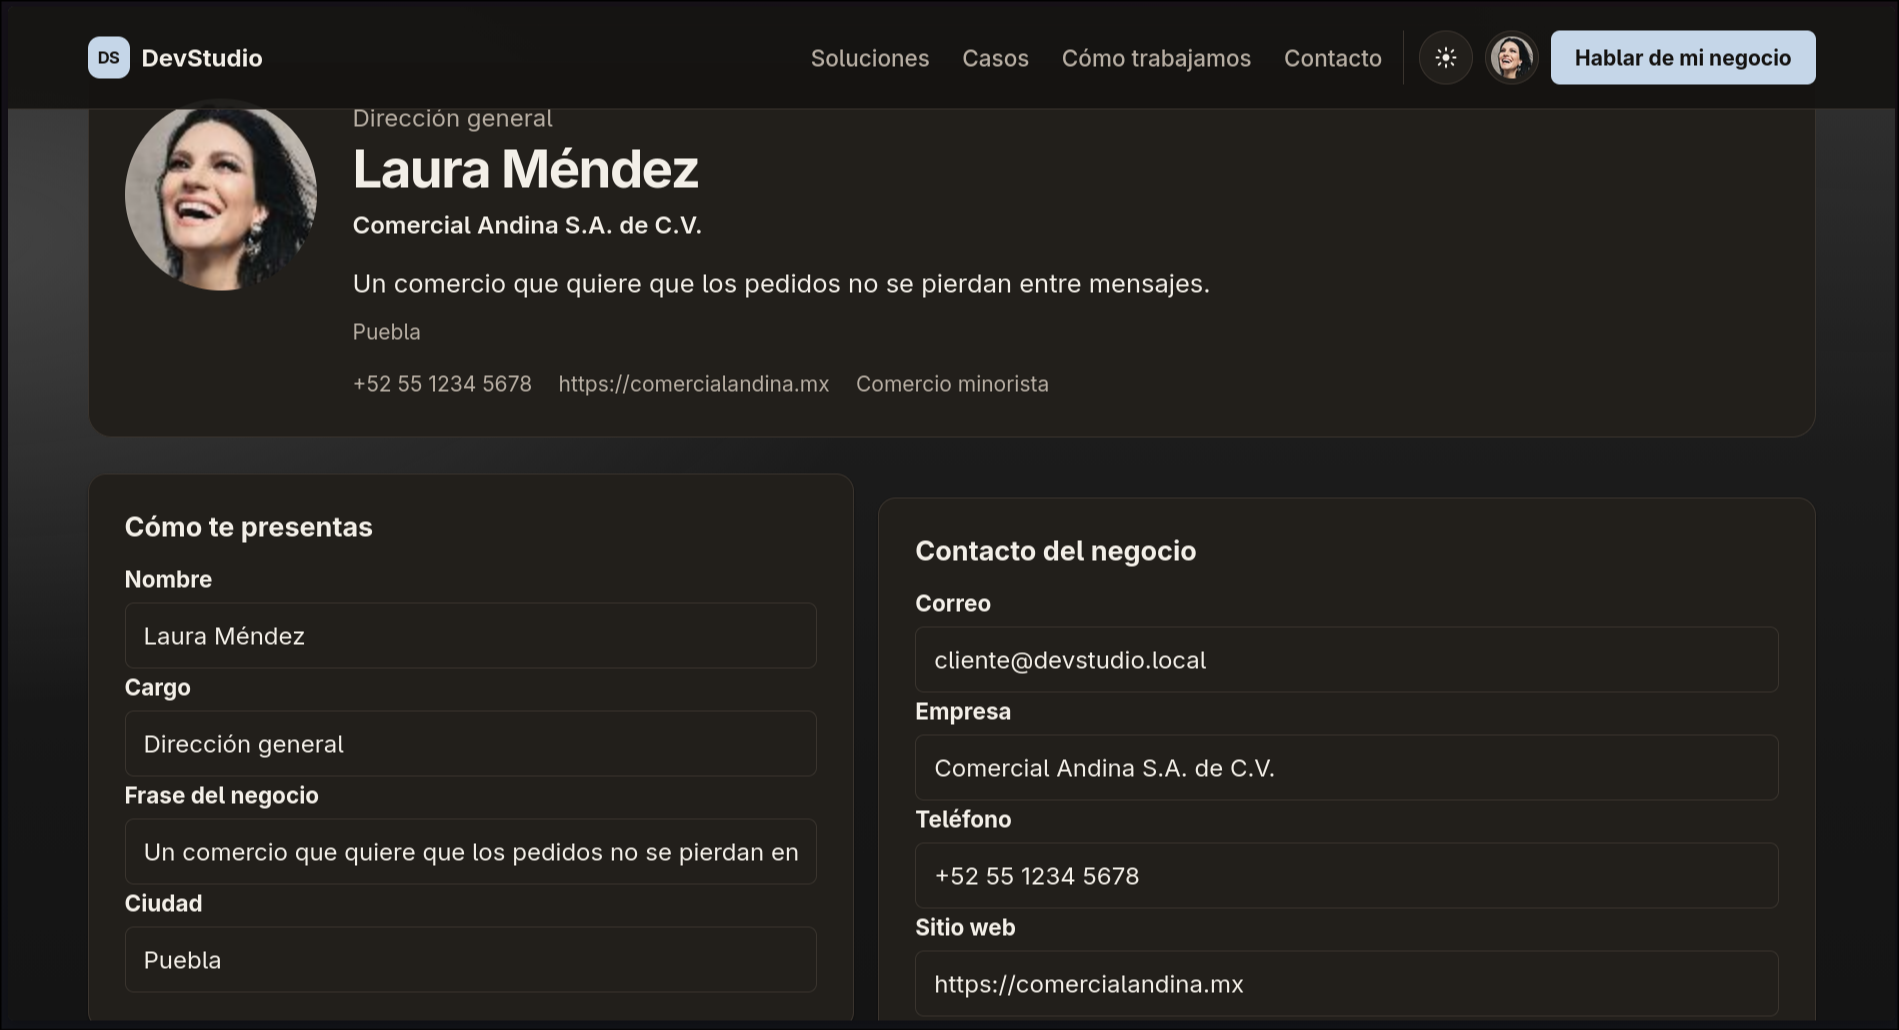 DS DevStudio
Soluciones Casos Cómo trabajamos Contacto Hablar de mi negocio
Dirección general
Laura Méndez
Comercial Andina S.A. de C.V.
Un comercio que quiere que los pedidos no se pierdan entre mensajes.
Puebla
+52 55 1234 5678 https://comercialandina.mx Comercio minorista
Cómo te presentas
Nombre
Laura Méndez
Cargo
Dirección general
Frase del negocio
Un comercio que quiere que los pedidos no se pierdan en
Ciudad
Puebla
Contacto del negocio
Correo
cliente@devstudio.local
Empresa
Comercial Andina S.A. de C.V.
Teléfono
+52 55 1234 5678
Sitio web
https://comercialandina.mx